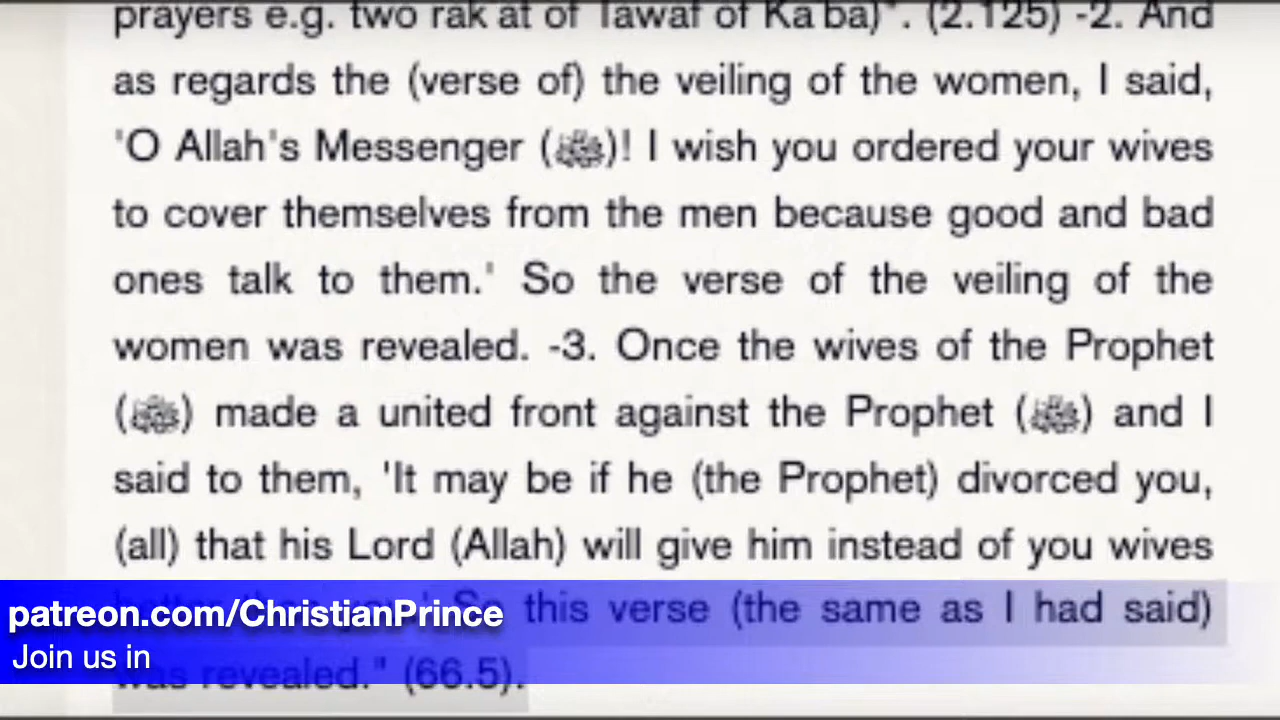 prayers e.g. two rak'at of Tawaf of Ka'ba)". (2.125) -2. And
as regards the (verse of) the veiling of the women, I said,
'O Allah's Messenger (ﷺ)! I wish you ordered your wives
to cover themselves from the men because good and bad
ones talk to them.' So the verse of the veiling of the
women was revealed. -3. Once the wives of the Prophet
(ﷺ) made a united front against the Prophet (ﷺ) and I
said to them, 'It may be if he (the Prophet) divorced you,
(all) that his Lord (Allah) will give him instead of you wives
So this verse (the same as I had said)
was revealed." (66.5).
patreon.com/ChristianPrince
Join us in